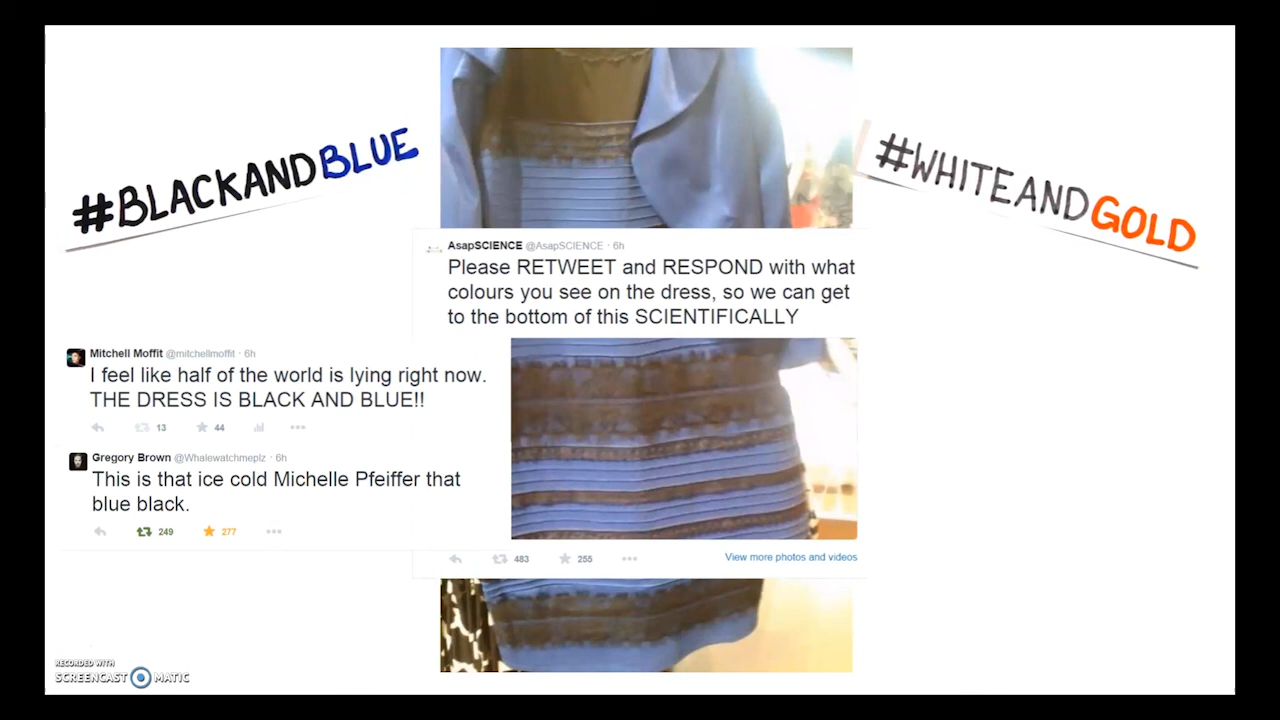 #BLACKANDBLUE
#WHITEANDGOLD
AsapSCIENCE @AsapSCIENCE · 6h
Please RETWEET and RESPOND with what
colours you see on the dress, so we can get
to the bottom of this SCIENTIFICALLY
Mitchell Moffit @mitchellmoffit · 6h
I feel like half of the world is lying right now.
THE DRESS IS BLACK AND BLUE!!
13 44
Gregory Brown @Whalewatchmeplz · 6h
This is that ice cold Michelle Pfeiffer that
blue black.
249 277
483 255 View more photos and videos
RECORDED WITH
SCREENCAST MATIC